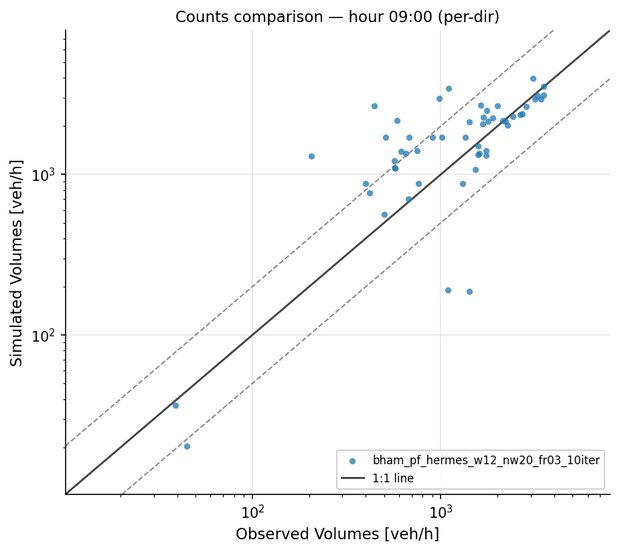 Counts comparison — hour 09:00 (per-dir)
Simulated Volumes [veh/h]
10³
10²
10²
10³
Observed Volumes [veh/h]
bham_pf_hermes_w12_nw20_fr03_10iter
1:1 line